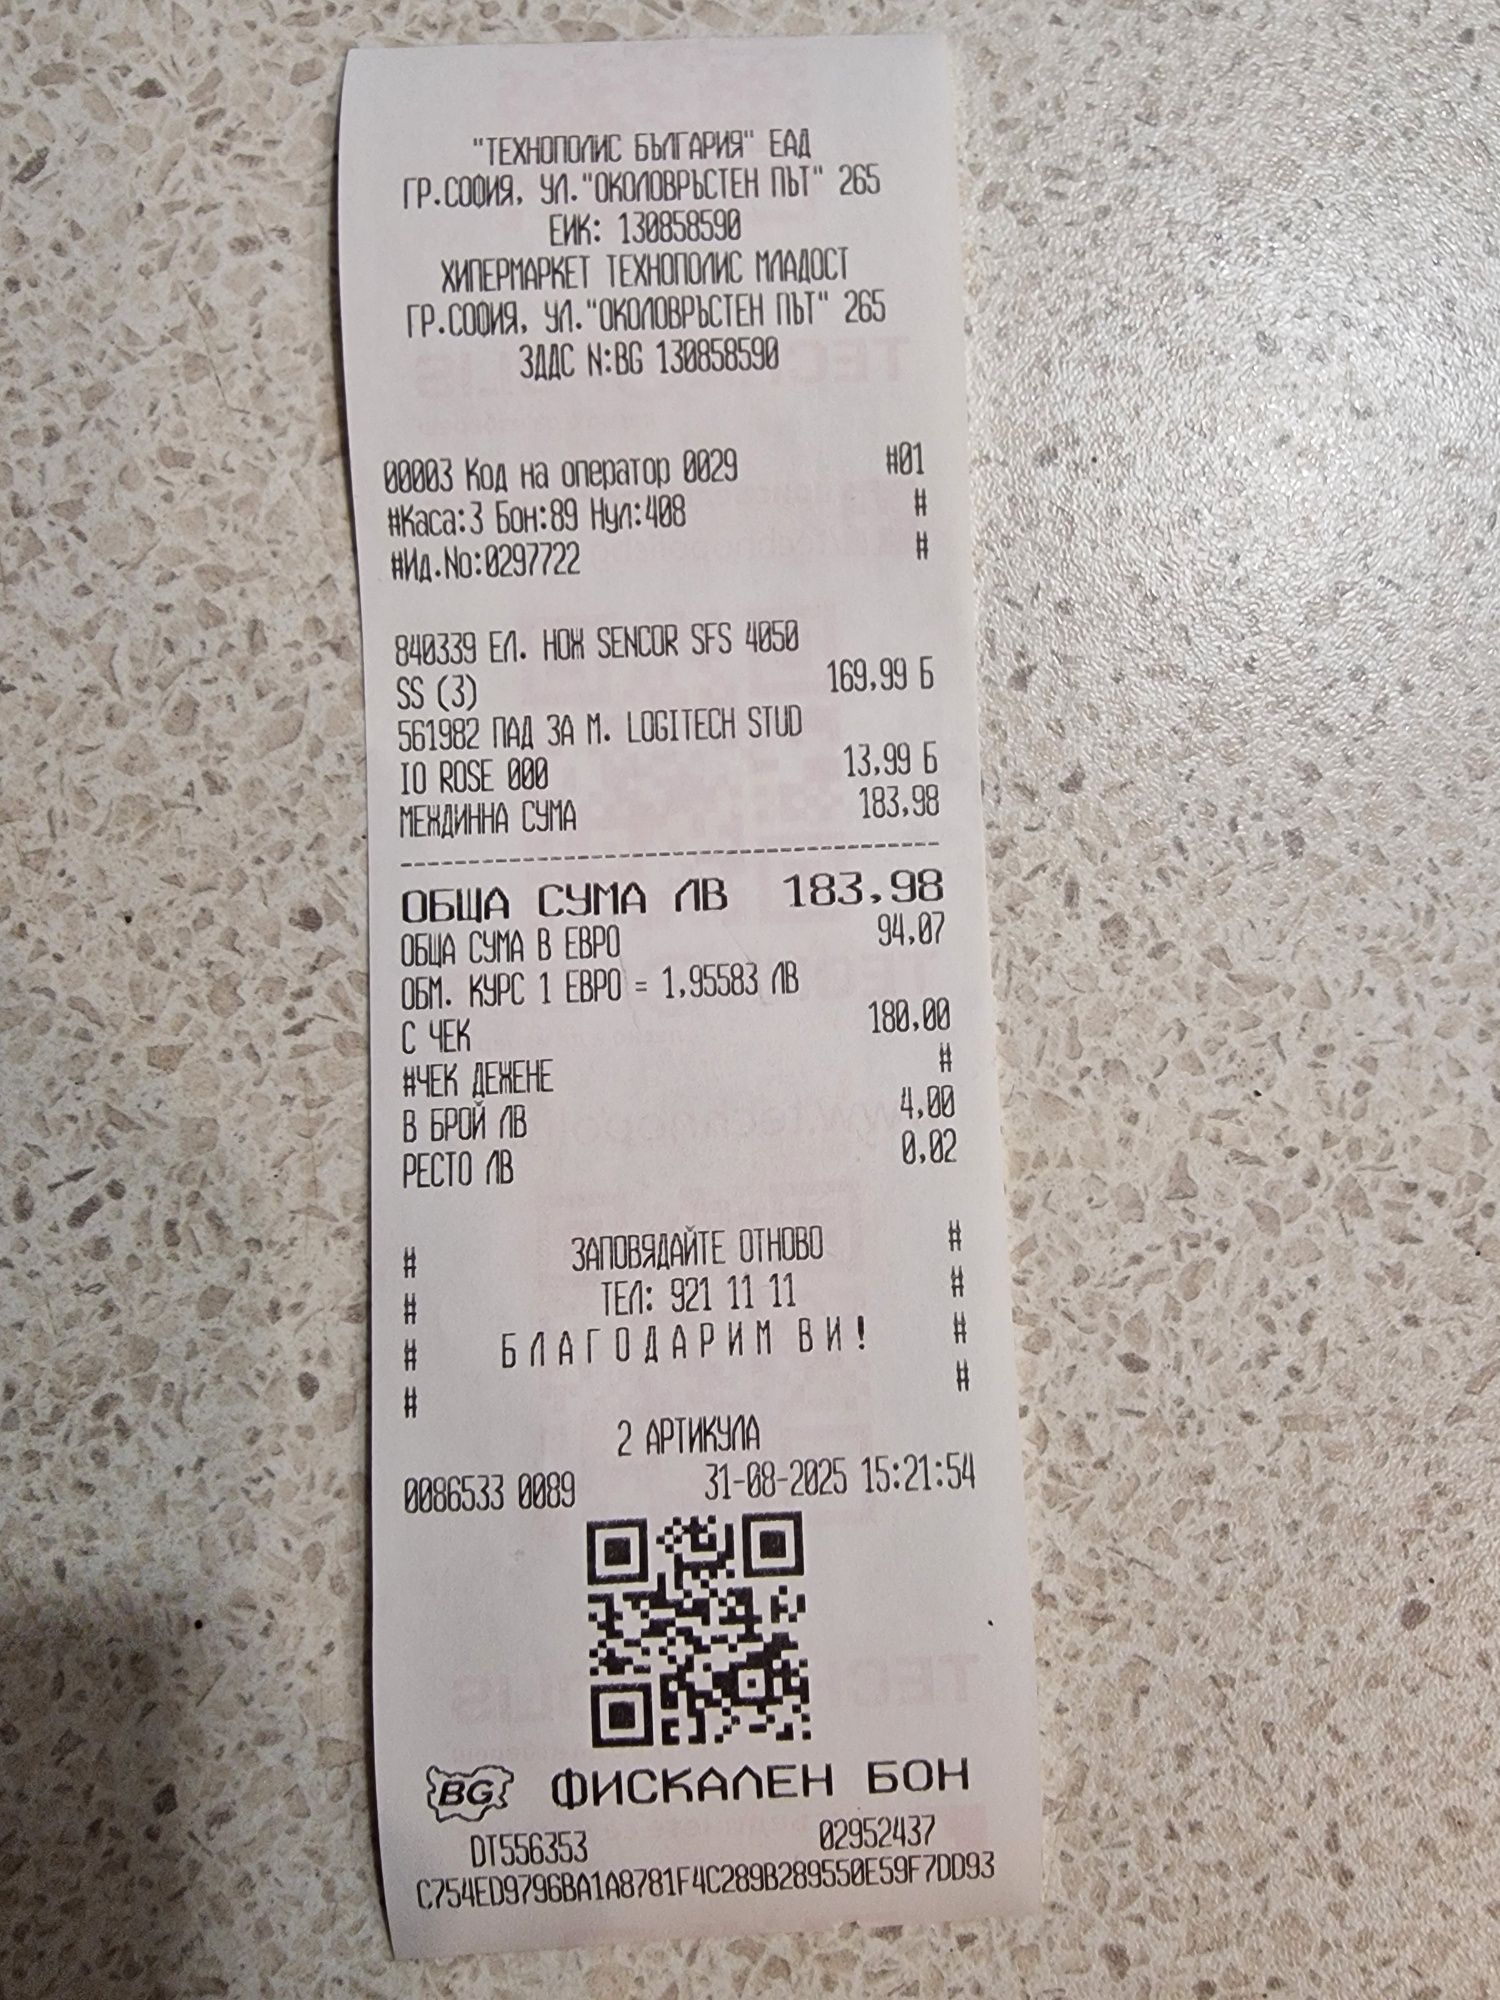 "ТЕХНОПОЛИС БЪЛГАРИЯ" ЕАД
ГР.СОФИЯ, УЛ."ОКОЛОВРЪСТЕН ПЪТ" 265
ЕИК: 130858590
ХИПЕРМАРКЕТ ТЕХНОПОЛИС МЛАДОСТ
ГР.СОФИЯ, УЛ."ОКОЛОВРЪСТЕН ПЪТ" 265
ЗДДС N:BG 130858590
00003 Код на оператор 0029 #01
#Каса:3 Бон:89 Нул:408 #
#Ид.No:0297722 #
840339 ЕЛ. НОЖ SENCOR SFS 4050
SS (3) 169,99 Б
561982 ПАД ЗА М. LOGITECH STUD
IO ROSE 000 13,99 Б
МЕЖДИННА СУМА 183,98
ОБЩА СУМА ЛВ 183,98
ОБЩА СУМА В ЕВРО 94,07
ОБМ. КУРС 1 ЕВРО = 1,95583 ЛВ
С ЧЕК 180,00
#ЧЕК ДЕЖЕНЕ #
В БРОЙ ЛВ 4,00
РЕСТО ЛВ 0,02
# ЗАПОВЯДАЙТЕ ОТНОВО #
# ТЕЛ: 921 11 11 #
# БЛАГОДАРИМ ВИ! #
# #
2 АРТИКУЛА
0086533 0089 31-08-2025 15:21:54
BG ФИСКАЛЕН БОН
DT556353 02952437
C754ED9796BA1A8781F4C289B289550E59F7DD93